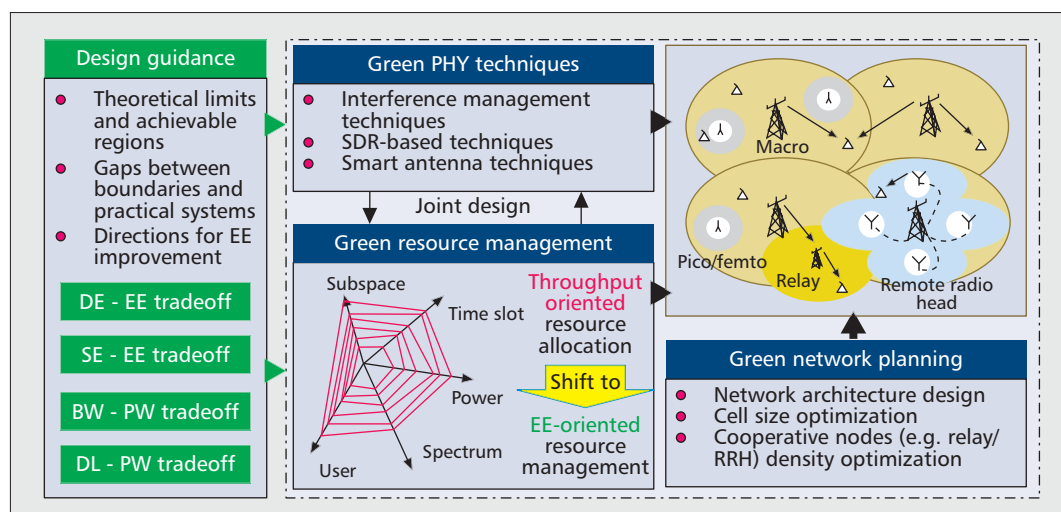 Design guidance
Theoretical limits
and achievable
regions
Gaps between
boundaries and
practical systems
Directions for EE
improvement
DE - EE tradeoff
SE - EE tradeoff
BW - PW tradeoff
DL - PW tradeoff
Green PHY techniques
Interference management
techniques
SDR-based techniques
Smart antenna techniques
Joint design
Green resource management
Subspace
Time slot
Power
Spectrum
User
Throughput
oriented
resource
allocation
Shift to
EE-oriented
resource
management
Macro
Pico/femto
Relay
Remote radio
head
Green network planning
Network architecture design
Cell size optimization
Cooperative nodes (e.g. relay/
RRH) density optimization